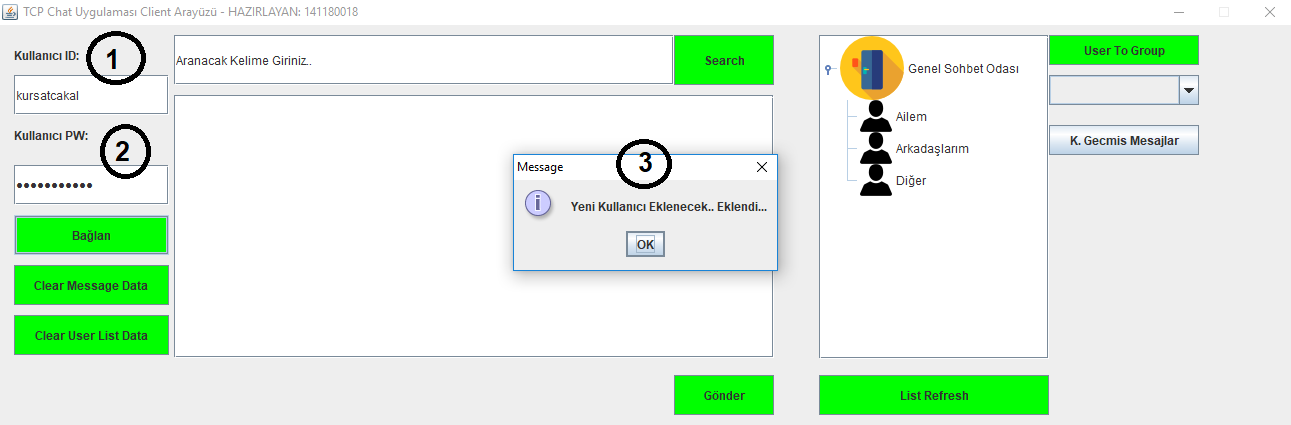 TCP Chat Uygulaması Client Arayüzü - HAZIRLAYAN: 141180018
Kullanıcı ID:
1
kursatcakal
Kullanıcı PW:
2
•••••••••••
Bağlan
Clear Message Data
Clear User List Data
Aranacak Kelime Giriniz..
Search
Message
3
Yeni Kullanıcı Eklenecek.. Eklendi...
OK
Gönder
Genel Sohbet Odası
Ailem
Arkadaşlarım
Diğer
List Refresh
User To Group
K. Gecmis Mesajlar